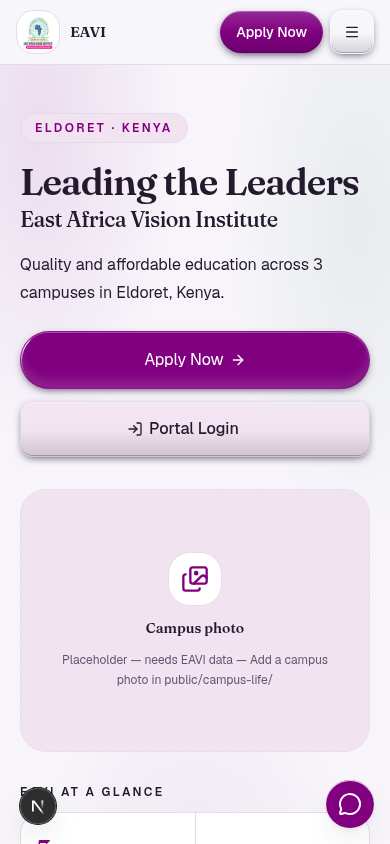 EAVI
Apply Now
ELDORET · KENYA
Leading the Leaders
East Africa Vision Institute
Quality and affordable education across 3
campuses in Eldoret, Kenya.
Apply Now
Portal Login
Campus photo
Placeholder — needs EAVI data — Add a campus
photo in public/campus-life/
AT A GLANCE
N